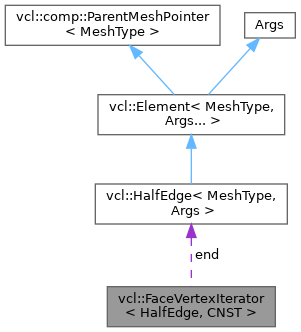 vcl::comp::ParentMeshPointer
< MeshType >
Args
vcl::Element< MeshType,
Args... >
vcl::HalfEdge< MeshType,
Args >
end
vcl::FaceVertexIterator
< HalfEdge, CNST >